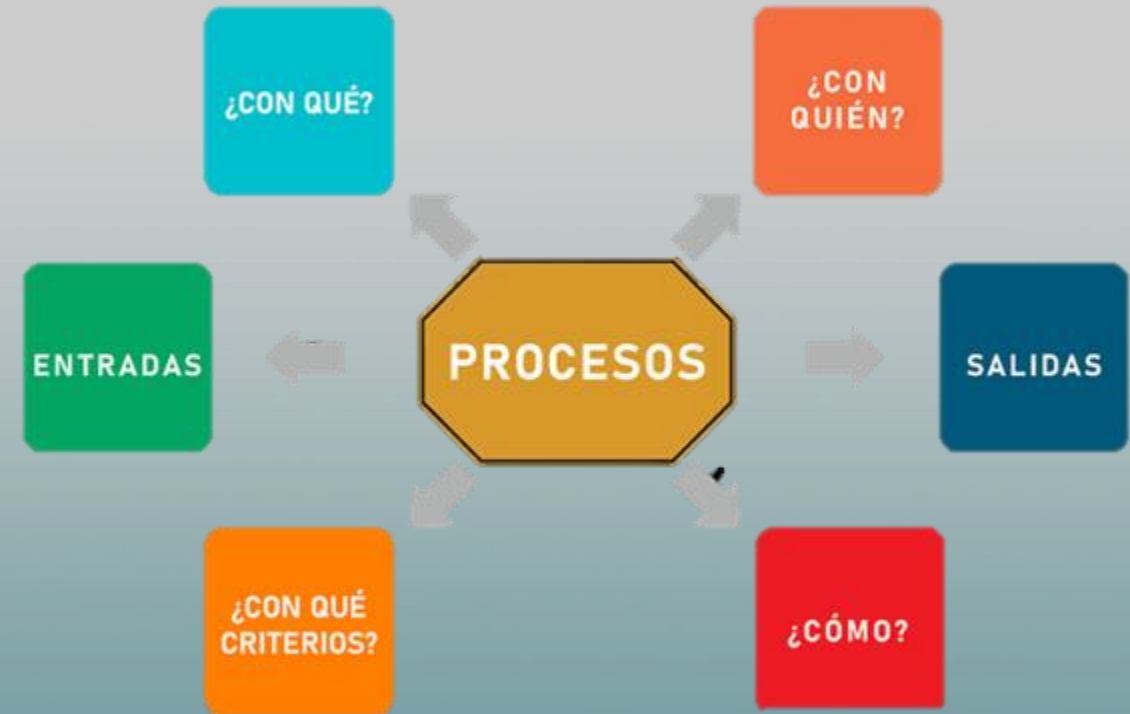 ¿CON QUÉ?
¿CON
QUIÉN?
ENTRADAS
PROCESOS
SALIDAS
¿CON QUÉ
CRITERIOS?
¿CÓMO?